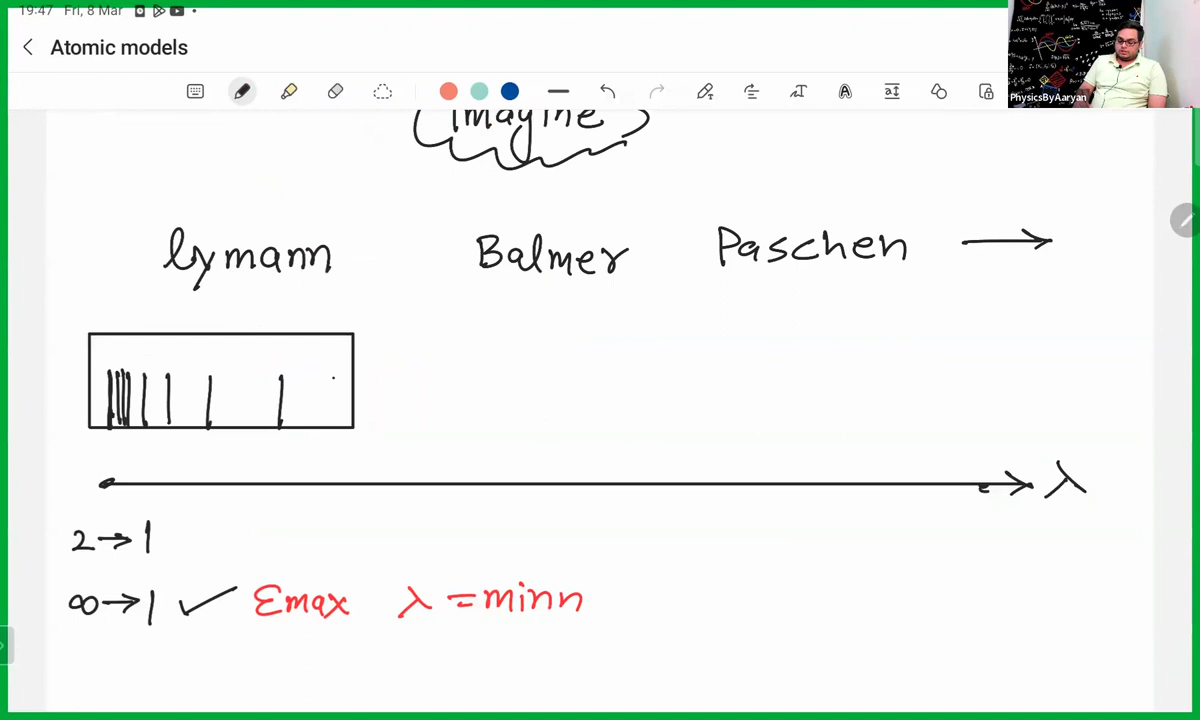 19:47 Fri, 8 Mar
Atomic models
PhysicsByAaryan
imagine
lymann Balmer Paschen →
λ
2→1
∞→1 ✓ Emax λ = minn